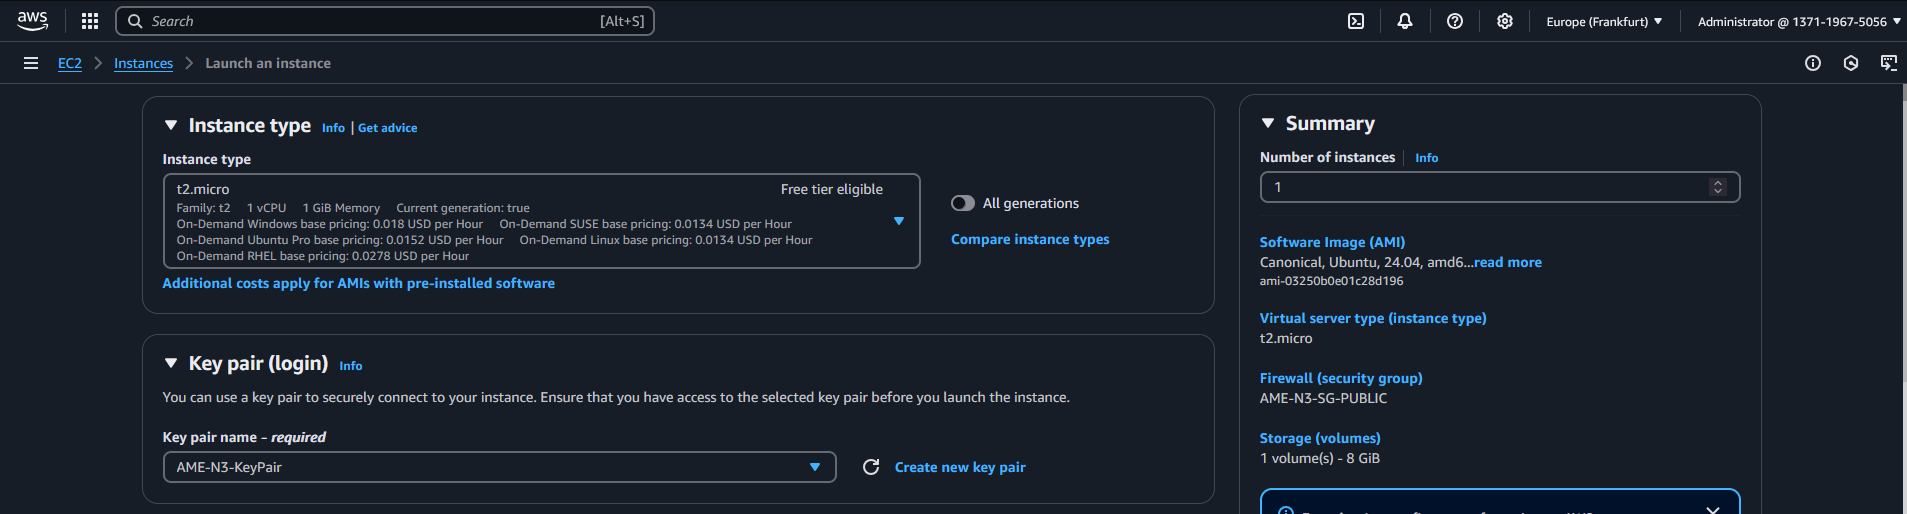 aws
Search [Alt+S]
Europe (Frankfurt)
Administrator @ 1371-1967-5056
EC2
Instances
Launch an instance
Instance type Info | Get advice
Instance type
t2.micro Free tier eligible
Family: t2 1 vCPU 1 GiB Memory Current generation: true
On-Demand Windows base pricing: 0.018 USD per Hour On-Demand SUSE base pricing: 0.0134 USD per Hour
On-Demand Ubuntu Pro base pricing: 0.0152 USD per Hour On-Demand Linux base pricing: 0.0134 USD per Hour
On-Demand RHEL base pricing: 0.0278 USD per Hour
All generations
Compare instance types
Additional costs apply for AMIs with pre-installed software
Key pair (login) Info
You can use a key pair to securely connect to your instance. Ensure that you have access to the selected key pair before you launch the instance.
Key pair name - required
AME-N3-KeyPair
Create new key pair
Summary
Number of instances Info
1
Software Image (AMI)
Canonical, Ubuntu, 24.04, amd6...read more
ami-03250b0e01c28d196
Virtual server type (instance type)
t2.micro
Firewall (security group)
AME-N3-SG-PUBLIC
Storage (volumes)
1 volume(s) - 8 GiB